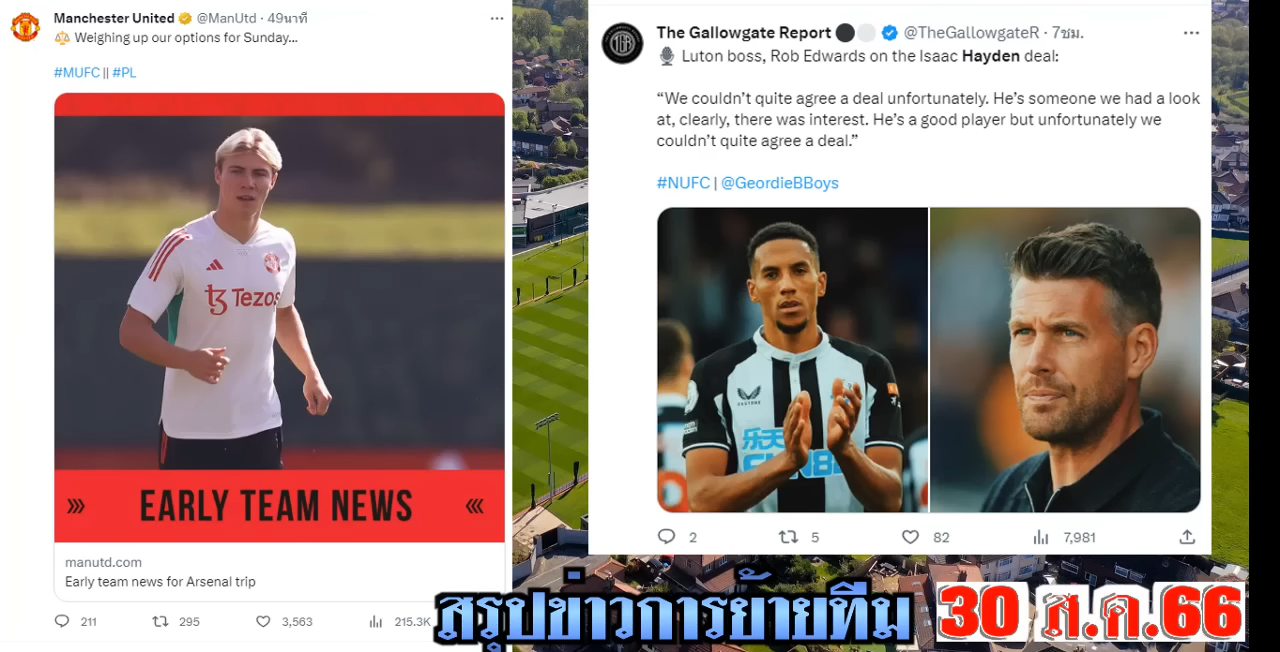 Manchester United @ManUtd · 49นาที
⚖️ Weighing up our options for Sunday...
#MUFC || #PL
Tezos
EARLY TEAM NEWS
manutd.com
Early team news for Arsenal trip
211 295 3,563 215.3K
TGR
The Gallowgate Report @TheGallowgateR · 7ชม.
🎙️ Luton boss, Rob Edwards on the Isaac Hayden deal:
“We couldn’t quite agree a deal unfortunately. He’s someone we had a look
at, clearly, there was interest. He’s a good player but unfortunately we
couldn’t quite agree a deal.”
#NUFC | @GeordieBBoys
2 5 82 7,981
สรุปข่าวการย้ายทีม 30 ส.ค.66